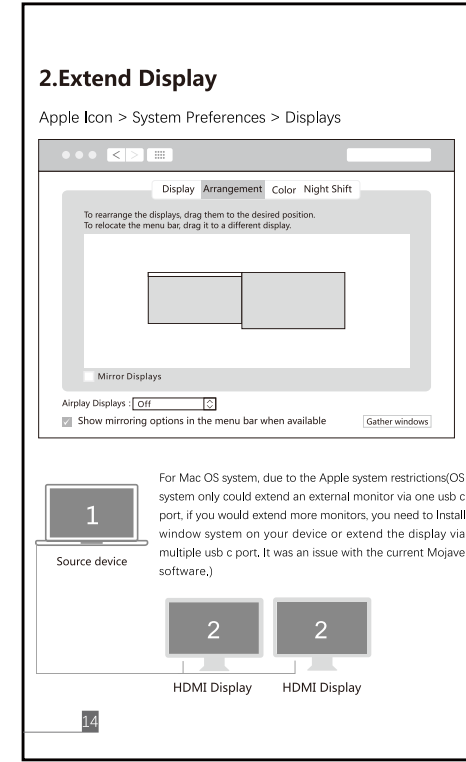 2.Extend Display
Apple Icon > System Preferences > Displays
Display Arrangement Color Night Shift
To rearrange the displays, drag them to the desired position.
To relocate the menu bar, drag it to a different display.
Mirror Displays
Airplay Displays : Off
Show mirroring options in the menu bar when available
Gather windows
For Mac OS system, due to the Apple system restrictions(OS
system only could extend an external monitor via one usb c
port, if you would extend more monitors, you need to Install
window system on your device or extend the display via
multiple usb c port. It was an issue with the current Mojave
software.)
1
Source device
2
2
HDMI Display
HDMI Display
14